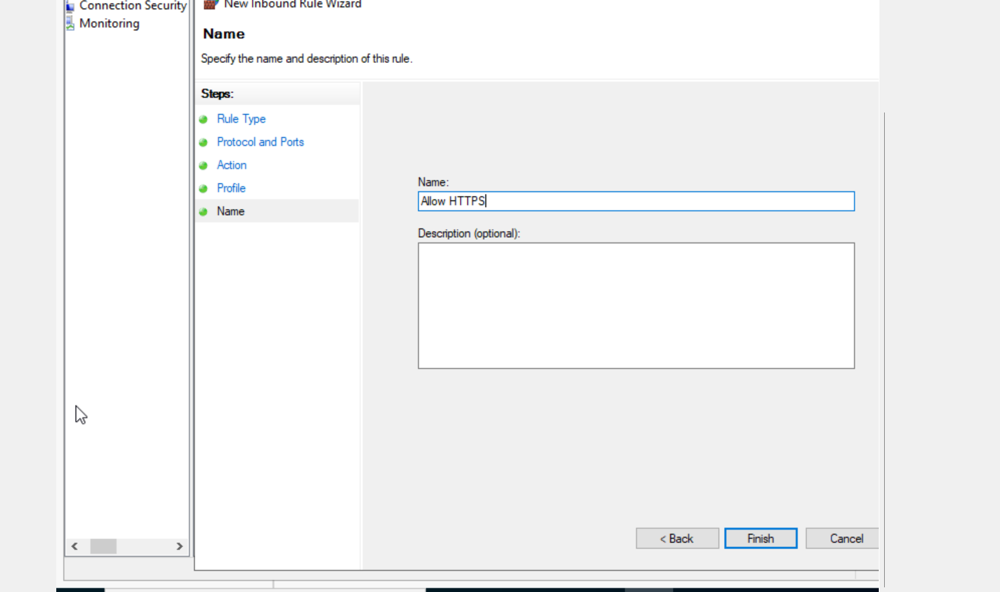 Connection Security
Monitoring
New Inbound Rule Wizard
Name
Specify the name and description of this rule.
Steps:
Rule Type
Protocol and Ports
Action
Profile
Name
Name:
Allow HTTPS
Description (optional):
< Back
Finish
Cancel